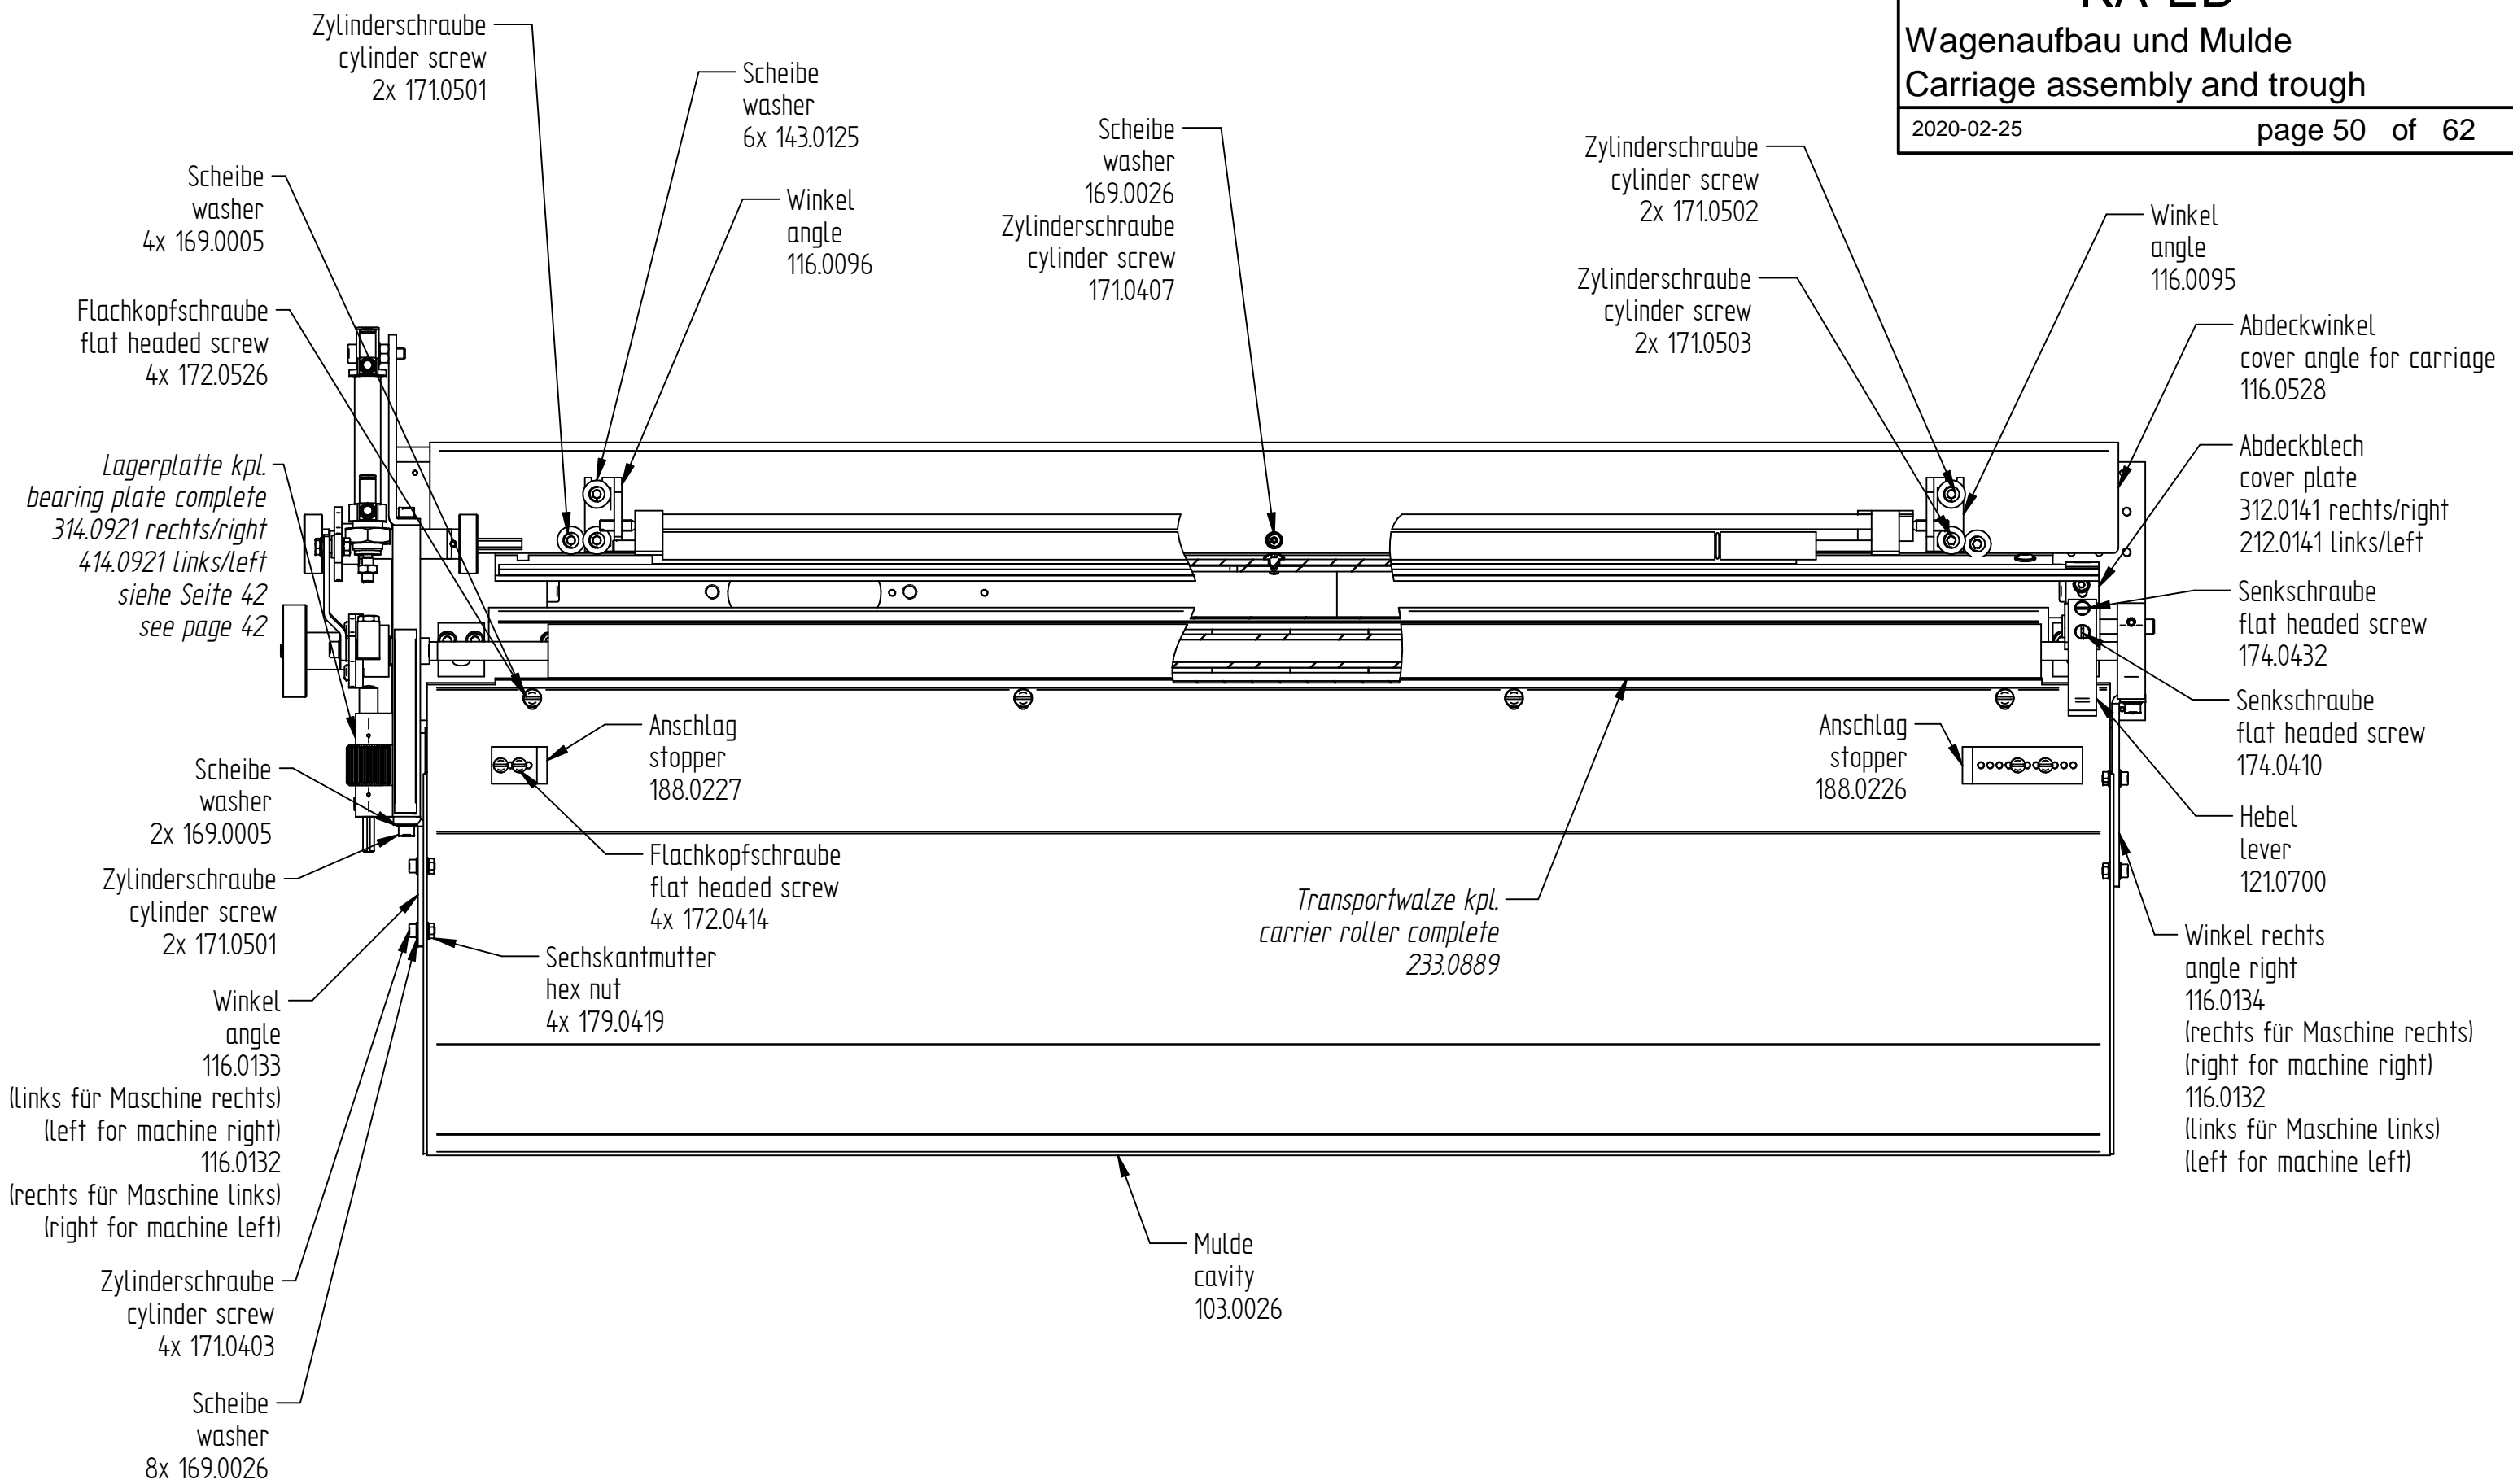 KA-ED
Wagenaufbau und Mulde
Carriage assembly and trough
2020-02-25 page 50 of 62
Zylinderschraube
cylinder screw
2x 171.0501
Scheibe
washer
6x 143.0125
Winkel
angle
116.0096
Scheibe
washer
169.0026
Zylinderschraube
cylinder screw
171.0407
Zylinderschraube
cylinder screw
2x 171.0502
Zylinderschraube
cylinder screw
2x 171.0503
Winkel
angle
116.0095
Abdeckwinkel
cover angle for carriage
116.0528
Abdeckblech
cover plate
312.0141 rechts/right
212.0141 links/left
Senkschraube
flat headed screw
174.0432
Senkschraube
flat headed screw
174.0410
Hebel
lever
121.0700
Winkel rechts
angle right
116.0134
(rechts für Maschine rechts)
(right for machine right)
116.0132
(links für Maschine links)
(left for machine left)
Scheibe
washer
4x 169.0005
Flachkopfschraube
flat headed screw
4x 172.0526
Lagerplatte kpl.
bearing plate complete
314.0921 rechts/right
414.0921 links/left
siehe Seite 42
see page 42
Anschlag
stopper
188.0227
Anschlag
stopper
188.0226
Scheibe
washer
2x 169.0005
Zylinderschraube
cylinder screw
2x 171.0501
Flachkopfschraube
flat headed screw
4x 172.0414
Transportwalze kpl.
carrier roller complete
233.0889
Sechskantmutter
hex nut
4x 179.0419
Winkel
angle
116.0133
(links für Maschine rechts)
(left for machine right)
116.0132
(rechts für Maschine links)
(right for machine left)
Zylinderschraube
cylinder screw
4x 171.0403
Scheibe
washer
8x 169.0026
Mulde
cavity
103.0026